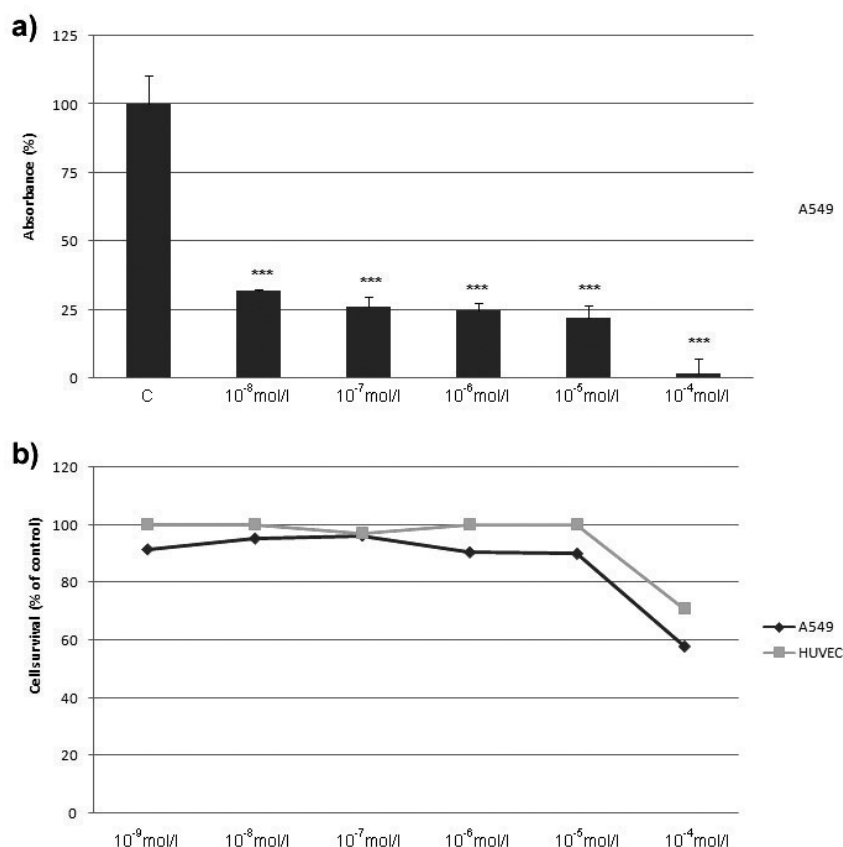 a)
125
100
75
50
25
0
Absorbance (%)
***
***
***
***
***
C
10⁻⁸mol/l
10⁻⁷mol/l
10⁻⁶mol/l
10⁻⁵mol/l
10⁻⁴mol/l
A549
b)
120
100
80
60
40
20
0
Cell survival (% of control)
10⁻⁹mol/l
10⁻⁸mol/l
10⁻⁷mol/l
10⁻⁶mol/l
10⁻⁵mol/l
10⁻⁴mol/l
A549
HUVEC